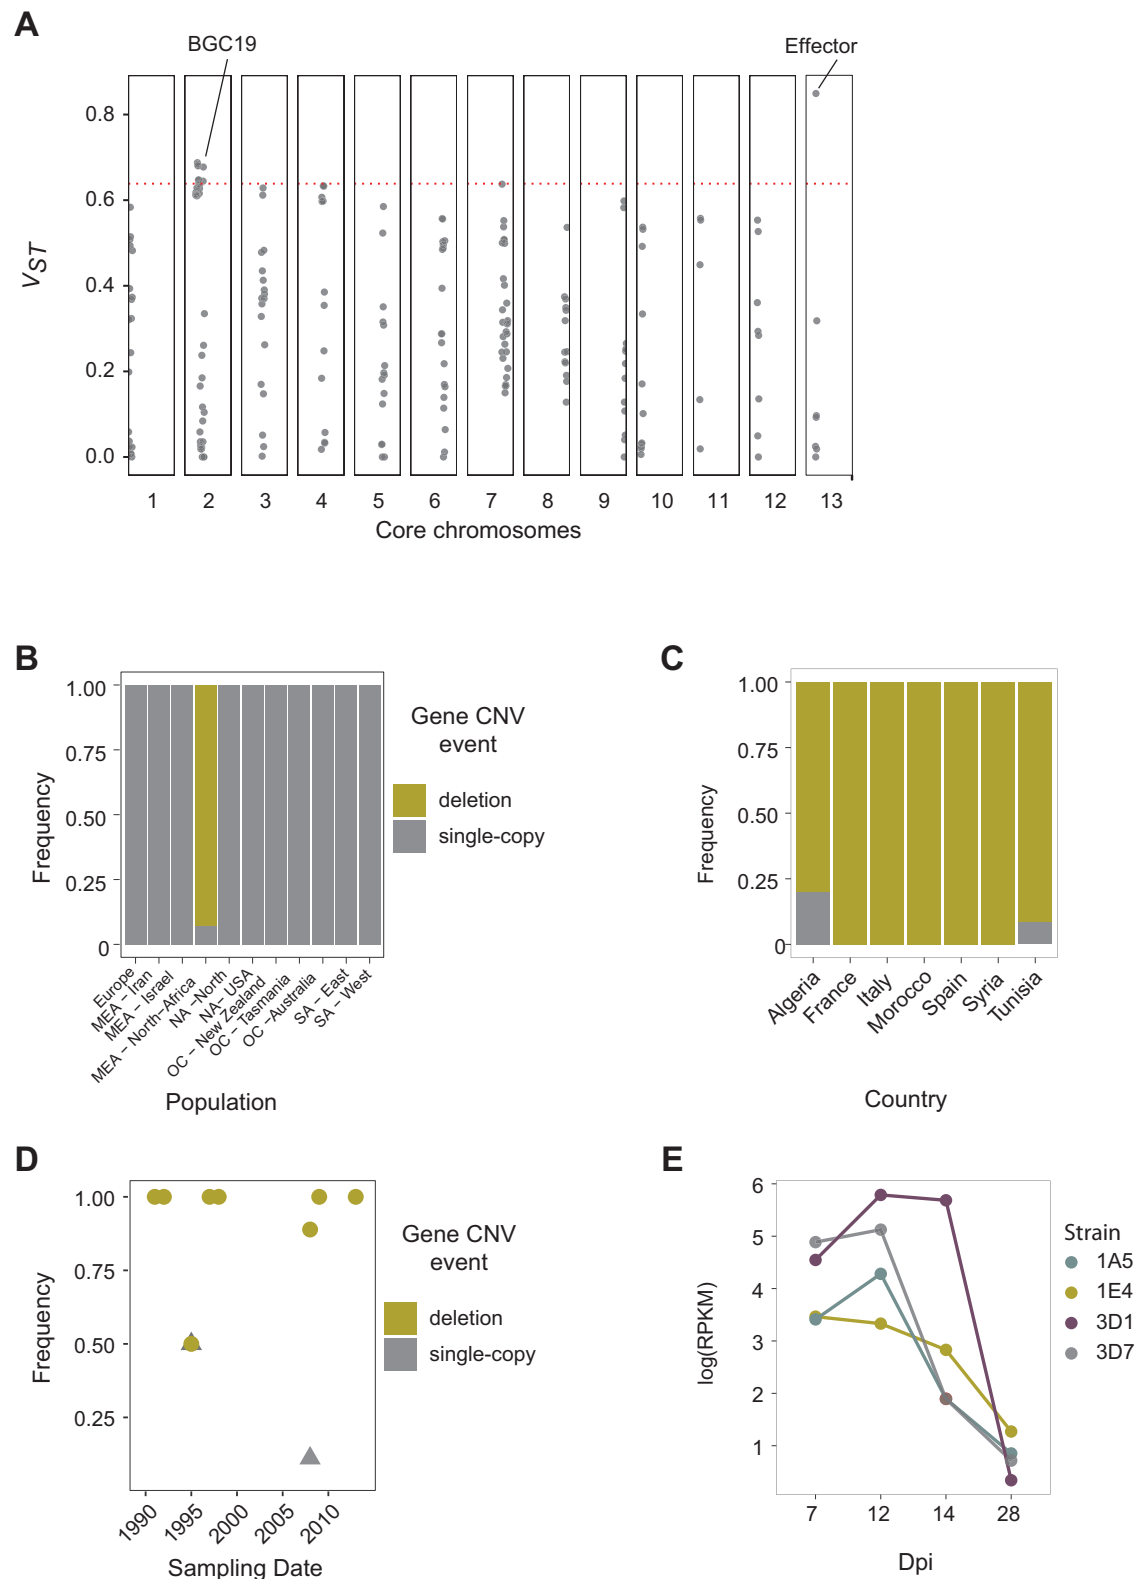 A
BGC19
Effector
0.8
0.6
0.4
0.2
0.0
VST
1 2 3 4 5 6 7 8 9 10 11 12 13
Core chromosomes
B
1.00
0.75
0.50
0.25
0
Frequency
Europe
MEA – Iran
MEA – Israel
MEA – North–Africa
NA –North
NA– USA
OC – New Zealand
OC – Tasmania
OC –Australia
SA – East
SA – West
Population
Gene CNV
event
deletion
single-copy
C
1.00
0.75
0.50
0.25
0
Frequency
Algeria
France
Italy
Morocco
Spain
Syria
Tunisia
Country
D
1.00
0.75
0.50
0.25
Frequency
1990
1995
2000
2005
2010
Sampling Date
Gene CNV
event
deletion
single-copy
E
6
5
4
3
2
1
log(RPKM)
7 12 14 28
Dpi
Strain
1A5
1E4
3D1
3D7